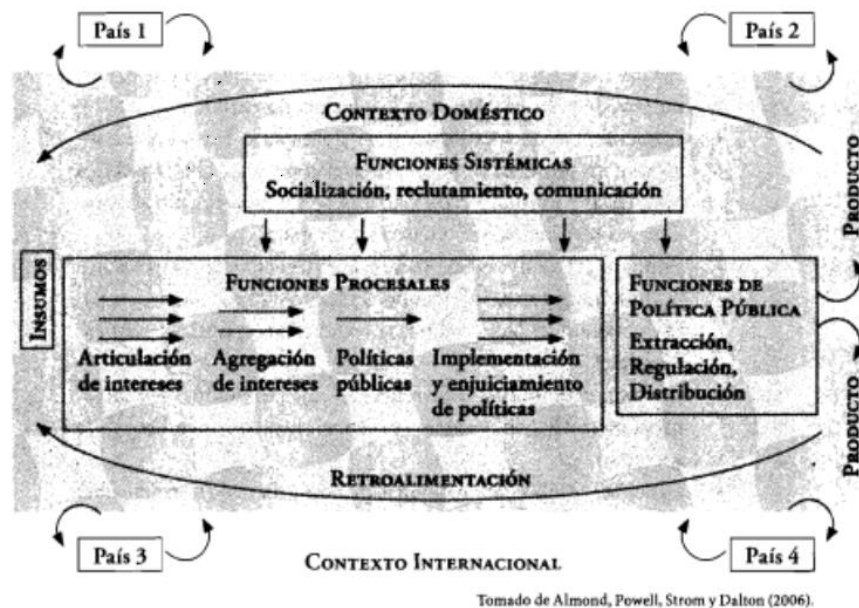 País 1
País 2
CONTEXTO DOMÉSTICO
FUNCIONES SISTÉMICAS
Socialización, reclutamiento, comunicación
PRODUCTO
INSUMOS
FUNCIONES PROCESALES
Articulación
de intereses
Agregación
de intereses
Políticas
públicas
Implementación
y enjuiciamiento
de políticas
FUNCIONES DE
POLÍTICA PÚBLICA
Extracción,
Regulación,
Distribución
PRODUCTO
RETROALIMENTACIÓN
País 3
CONTEXTO INTERNACIONAL
País 4
Tomado de Almond, Powell, Strom y Dalton (2006).